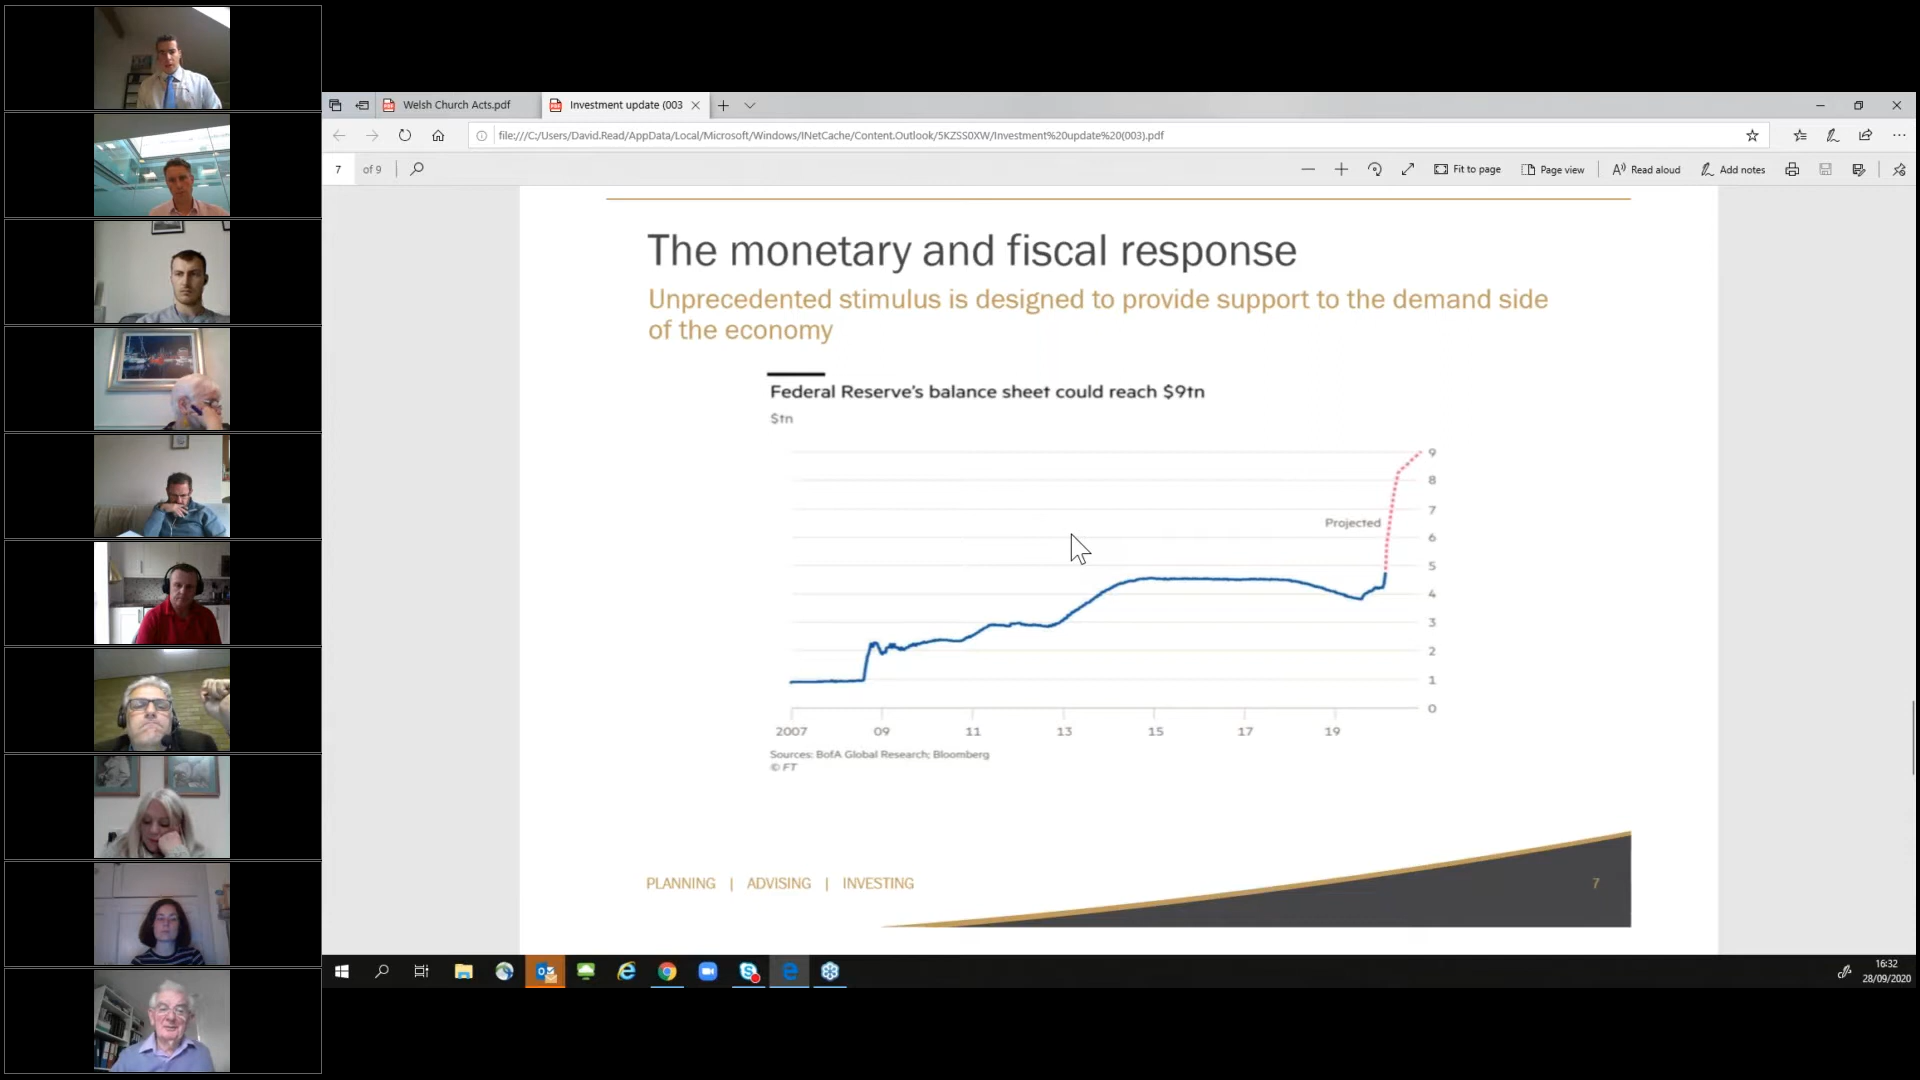 Welsh Church Acts.pdf
Investment update (003
file:///C:/Users/David.Read/AppData/Local/Microsoft/Windows/INetCache/Content.Outlook/5KZSS0XW/Investment%20update%20(003).pdf
7 of 9
Fit to page
Page view
Read aloud
Add notes
The monetary and fiscal response
Unprecedented stimulus is designed to provide support to the demand side
of the economy
Federal Reserve's balance sheet could reach $9tn
$tn
9
8
7
Projected
6
5
4
3
2
1
0
2007 09 11 13 15 17 19
Sources: BofA Global Research; Bloomberg
© FT
PLANNING | ADVISING | INVESTING
7
16:32
28/09/2020